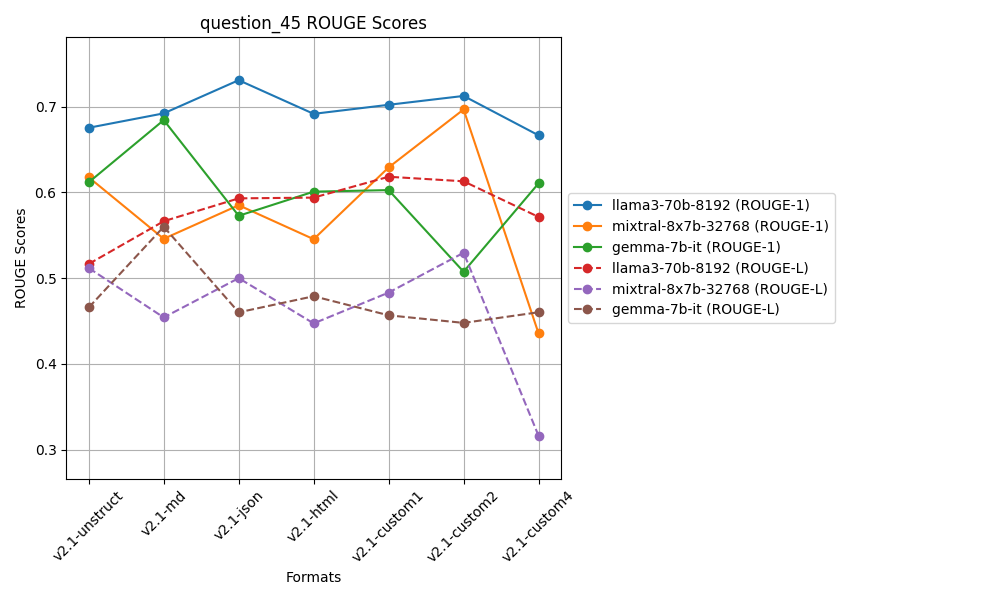 question_45 ROUGE Scores
ROUGE Scores
0.7
0.6
0.5
0.4
0.3
v2.1-unstruct
v2.1-md
v2.1-json
v2.1-html
v2.1-custom1
v2.1-custom2
v2.1-custom4
Formats
llama3-70b-8192 (ROUGE-1)
mixtral-8x7b-32768 (ROUGE-1)
gemma-7b-it (ROUGE-1)
llama3-70b-8192 (ROUGE-L)
mixtral-8x7b-32768 (ROUGE-L)
gemma-7b-it (ROUGE-L)